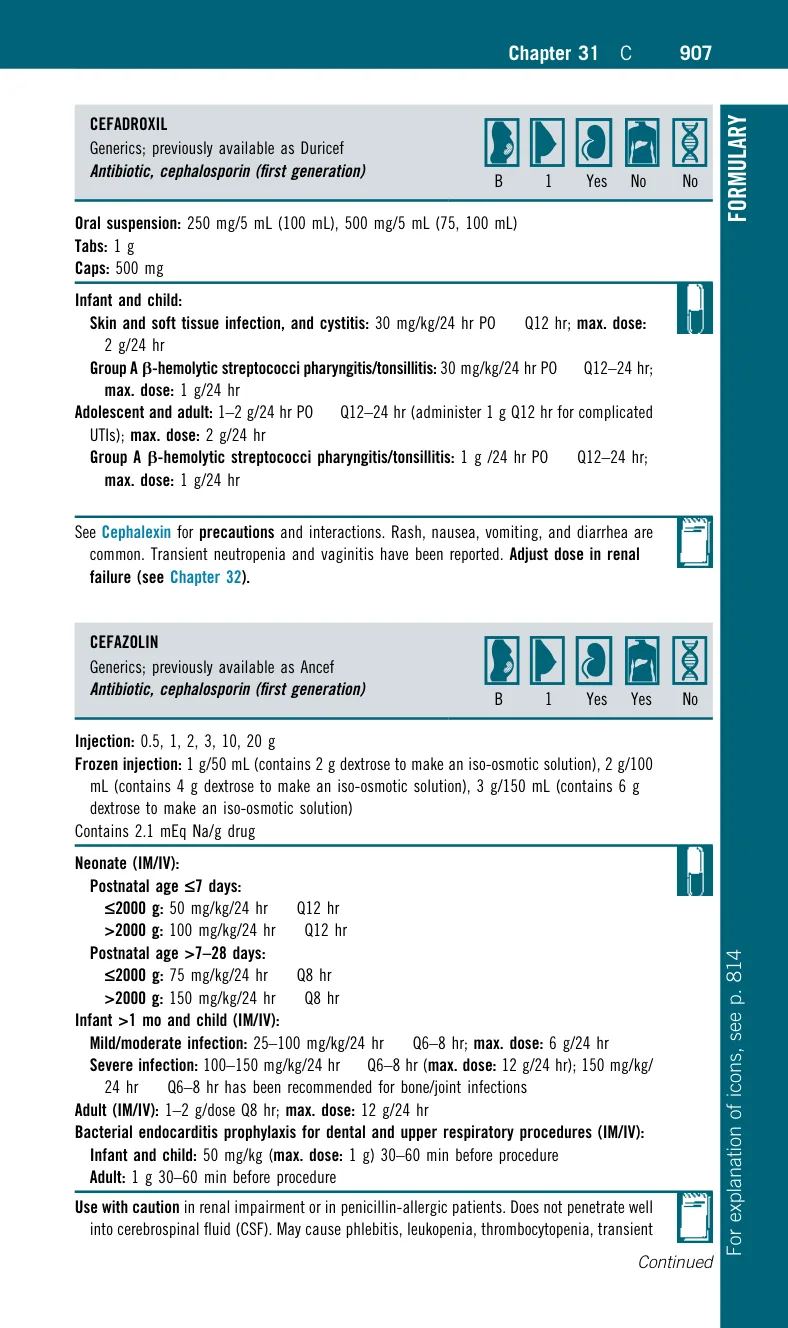 Chapter 31 C 907
CEFADROXIL
Generics; previously available as Duricef
Antibiotic, cephalosporin (first generation)
B 1 Yes No No
Oral suspension: 250 mg/5 mL (100 mL), 500 mg/5 mL (75, 100 mL)
Tabs: 1 g
Caps: 500 mg
Infant and child:
Skin and soft tissue infection, and cystitis: 30 mg/kg/24 hr PO Q12 hr; max. dose:
2 g/24 hr
Group A β-hemolytic streptococci pharyngitis/tonsillitis: 30 mg/kg/24 hr PO Q12–24 hr;
max. dose: 1 g/24 hr
Adolescent and adult: 1–2 g/24 hr PO Q12–24 hr (administer 1 g Q12 hr for complicated
UTIs); max. dose: 2 g/24 hr
Group A β-hemolytic streptococci pharyngitis/tonsillitis: 1 g /24 hr PO Q12–24 hr;
max. dose: 1 g/24 hr
See Cephalexin for precautions and interactions. Rash, nausea, vomiting, and diarrhea are
common. Transient neutropenia and vaginitis have been reported. Adjust dose in renal
failure (see Chapter 32).
CEFAZOLIN
Generics; previously available as Ancef
Antibiotic, cephalosporin (first generation)
B 1 Yes Yes No
Injection: 0.5, 1, 2, 3, 10, 20 g
Frozen injection: 1 g/50 mL (contains 2 g dextrose to make an iso-osmotic solution), 2 g/100
mL (contains 4 g dextrose to make an iso-osmotic solution), 3 g/150 mL (contains 6 g
dextrose to make an iso-osmotic solution)
Contains 2.1 mEq Na/g drug
Neonate (IM/IV):
Postnatal age ≤7 days:
≤2000 g: 50 mg/kg/24 hr Q12 hr
>2000 g: 100 mg/kg/24 hr Q12 hr
Postnatal age >7–28 days:
≤2000 g: 75 mg/kg/24 hr Q8 hr
>2000 g: 150 mg/kg/24 hr Q8 hr
Infant >1 mo and child (IM/IV):
Mild/moderate infection: 25–100 mg/kg/24 hr Q6–8 hr; max. dose: 6 g/24 hr
Severe infection: 100–150 mg/kg/24 hr Q6–8 hr (max. dose: 12 g/24 hr); 150 mg/kg/
24 hr Q6–8 hr has been recommended for bone/joint infections
Adult (IM/IV): 1–2 g/dose Q8 hr; max. dose: 12 g/24 hr
Bacterial endocarditis prophylaxis for dental and upper respiratory procedures (IM/IV):
Infant and child: 50 mg/kg (max. dose: 1 g) 30–60 min before procedure
Adult: 1 g 30–60 min before procedure
Use with caution in renal impairment or in penicillin-allergic patients. Does not penetrate well
into cerebrospinal fluid (CSF). May cause phlebitis, leukopenia, thrombocytopenia, transient
Continued
FORMULARY
For explanation of icons, see p. 814